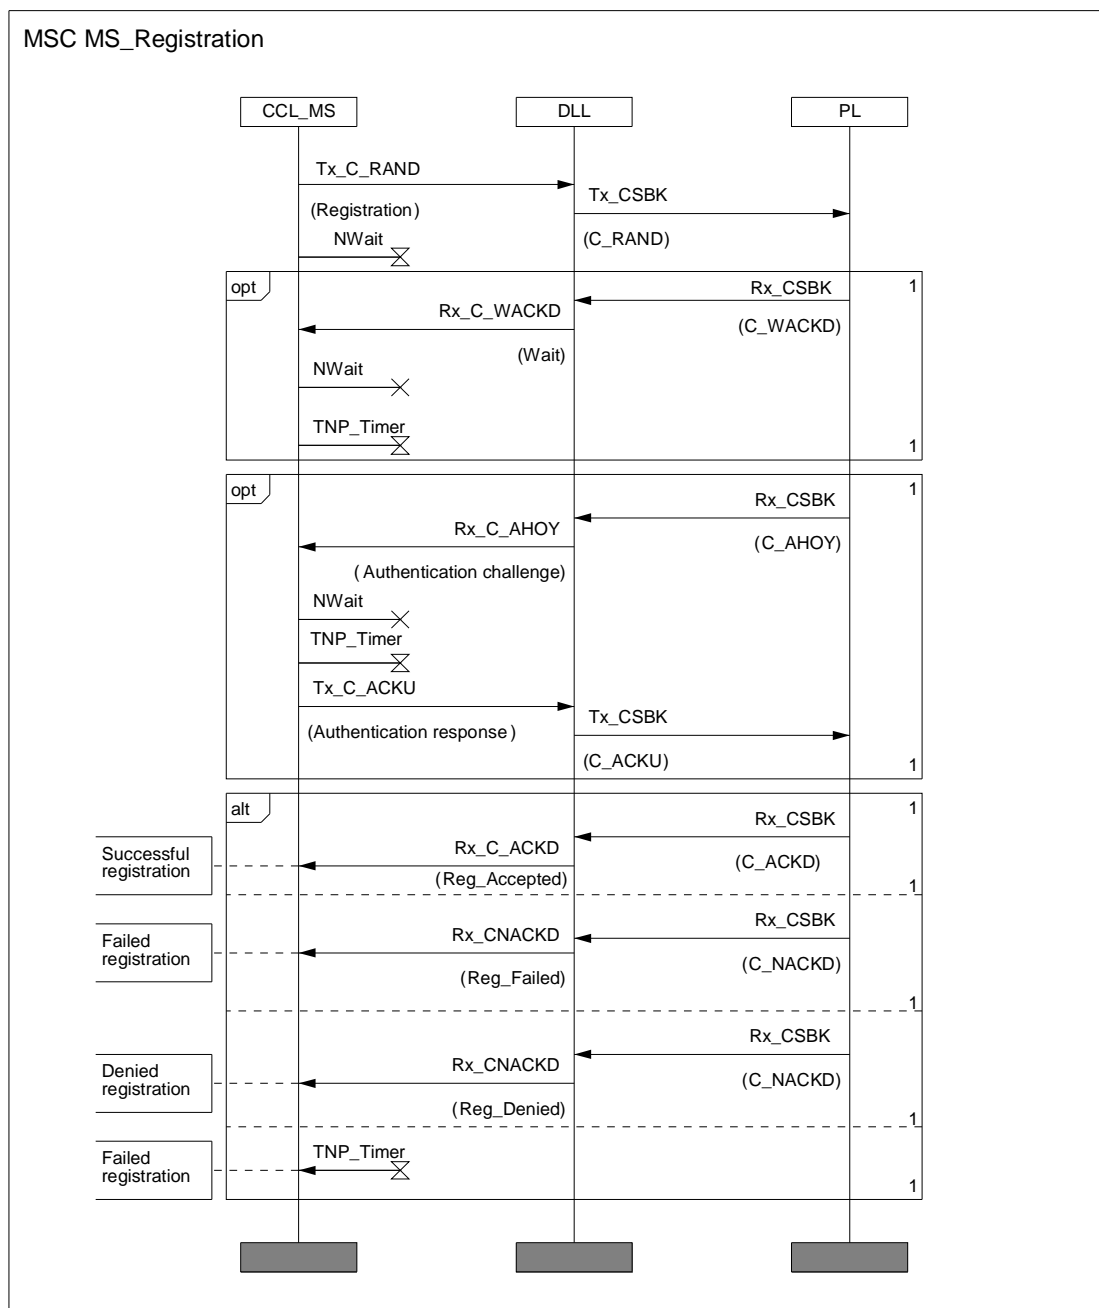 MSC MS_Registration
CCL_MS
DLL
PL
Tx_C_RAND
(Registration)
Tx_CSBK
(C_RAND)
NWait
opt
1
Rx_CSBK
(C_WACKD)
Rx_C_WACKD
(Wait)
NWait
TNP_Timer
1
opt
1
Rx_CSBK
(C_AHOY)
Rx_C_AHOY
(Authentication challenge)
NWait
TNP_Timer
Tx_C_ACKU
(Authentication response)
Tx_CSBK
(C_ACKU)
1
alt
1
Rx_CSBK
(C_ACKD)
Rx_C_ACKD
(Reg_Accepted)
Successful
registration
1
Rx_CSBK
(C_NACKD)
Rx_CNACKD
(Reg_Failed)
Failed
registration
1
Rx_CSBK
(C_NACKD)
Rx_CNACKD
(Reg_Denied)
Denied
registration
1
TNP_Timer
Failed
registration
1